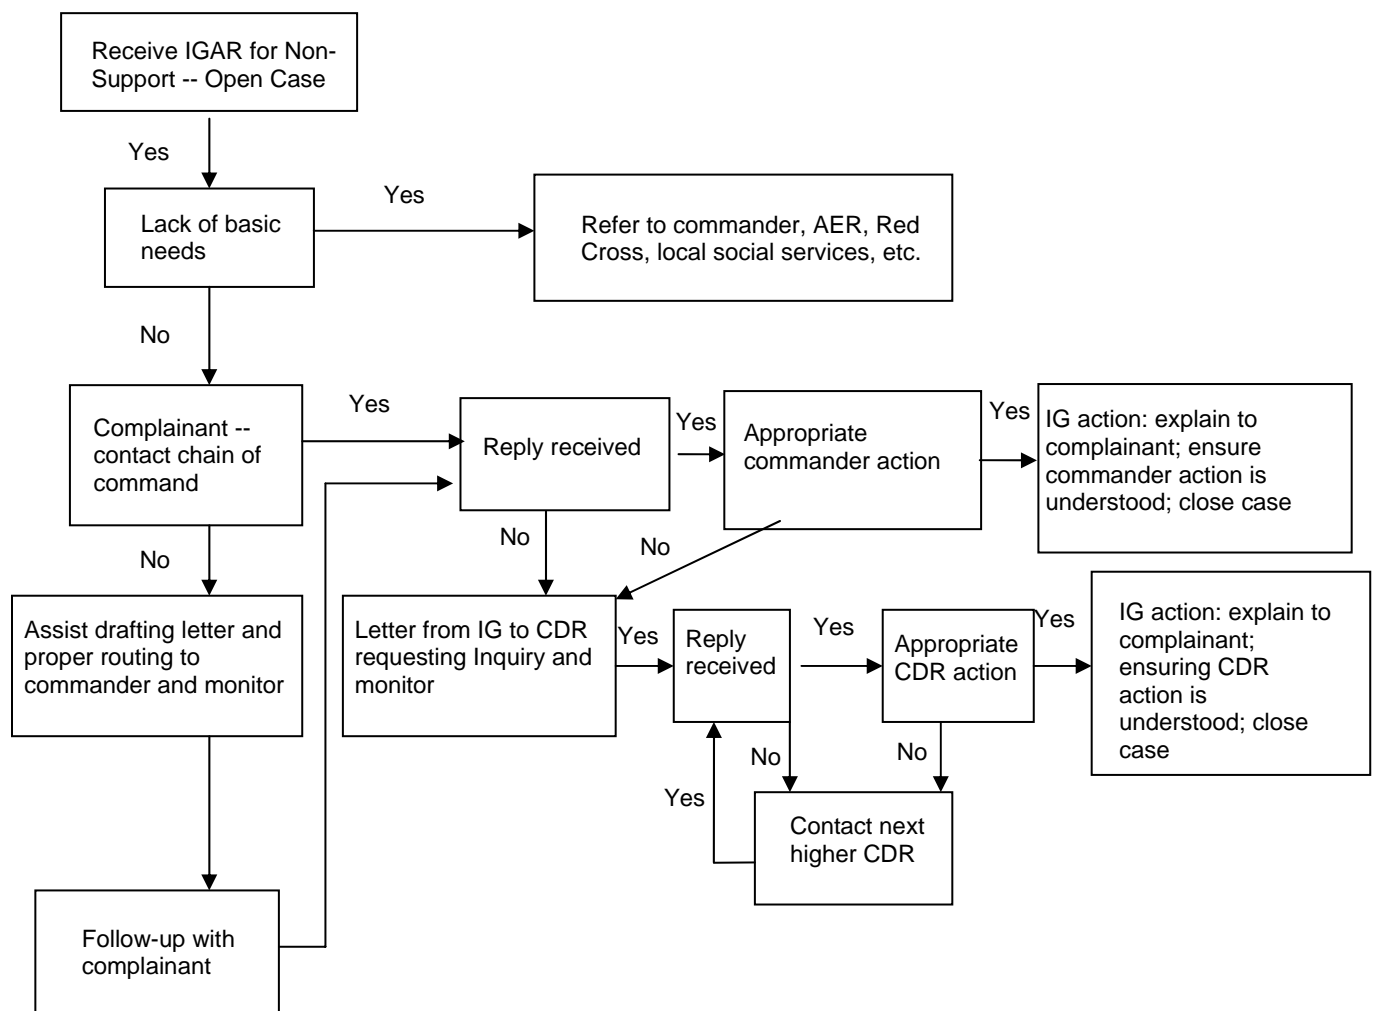 Receive IGAR for Non-
Support -- Open Case
Yes
Lack of basic
needs
Yes
Refer to commander, AER, Red
Cross, local social services, etc.
No
Complainant --
contact chain of
command
Yes
Reply received
Yes
Appropriate
commander action
Yes
IG action: explain to
complainant; ensure
commander action is
understood; close case
No
No
No
Assist drafting letter and
proper routing to
commander and monitor
Letter from IG to CDR
requesting Inquiry and
monitor
Yes
Reply
received
Yes
Appropriate
CDR action
Yes
IG action: explain to
complainant;
ensuring CDR
action is
understood; close
case
No
No
Yes
Contact next
higher CDR
Follow-up with
complainant